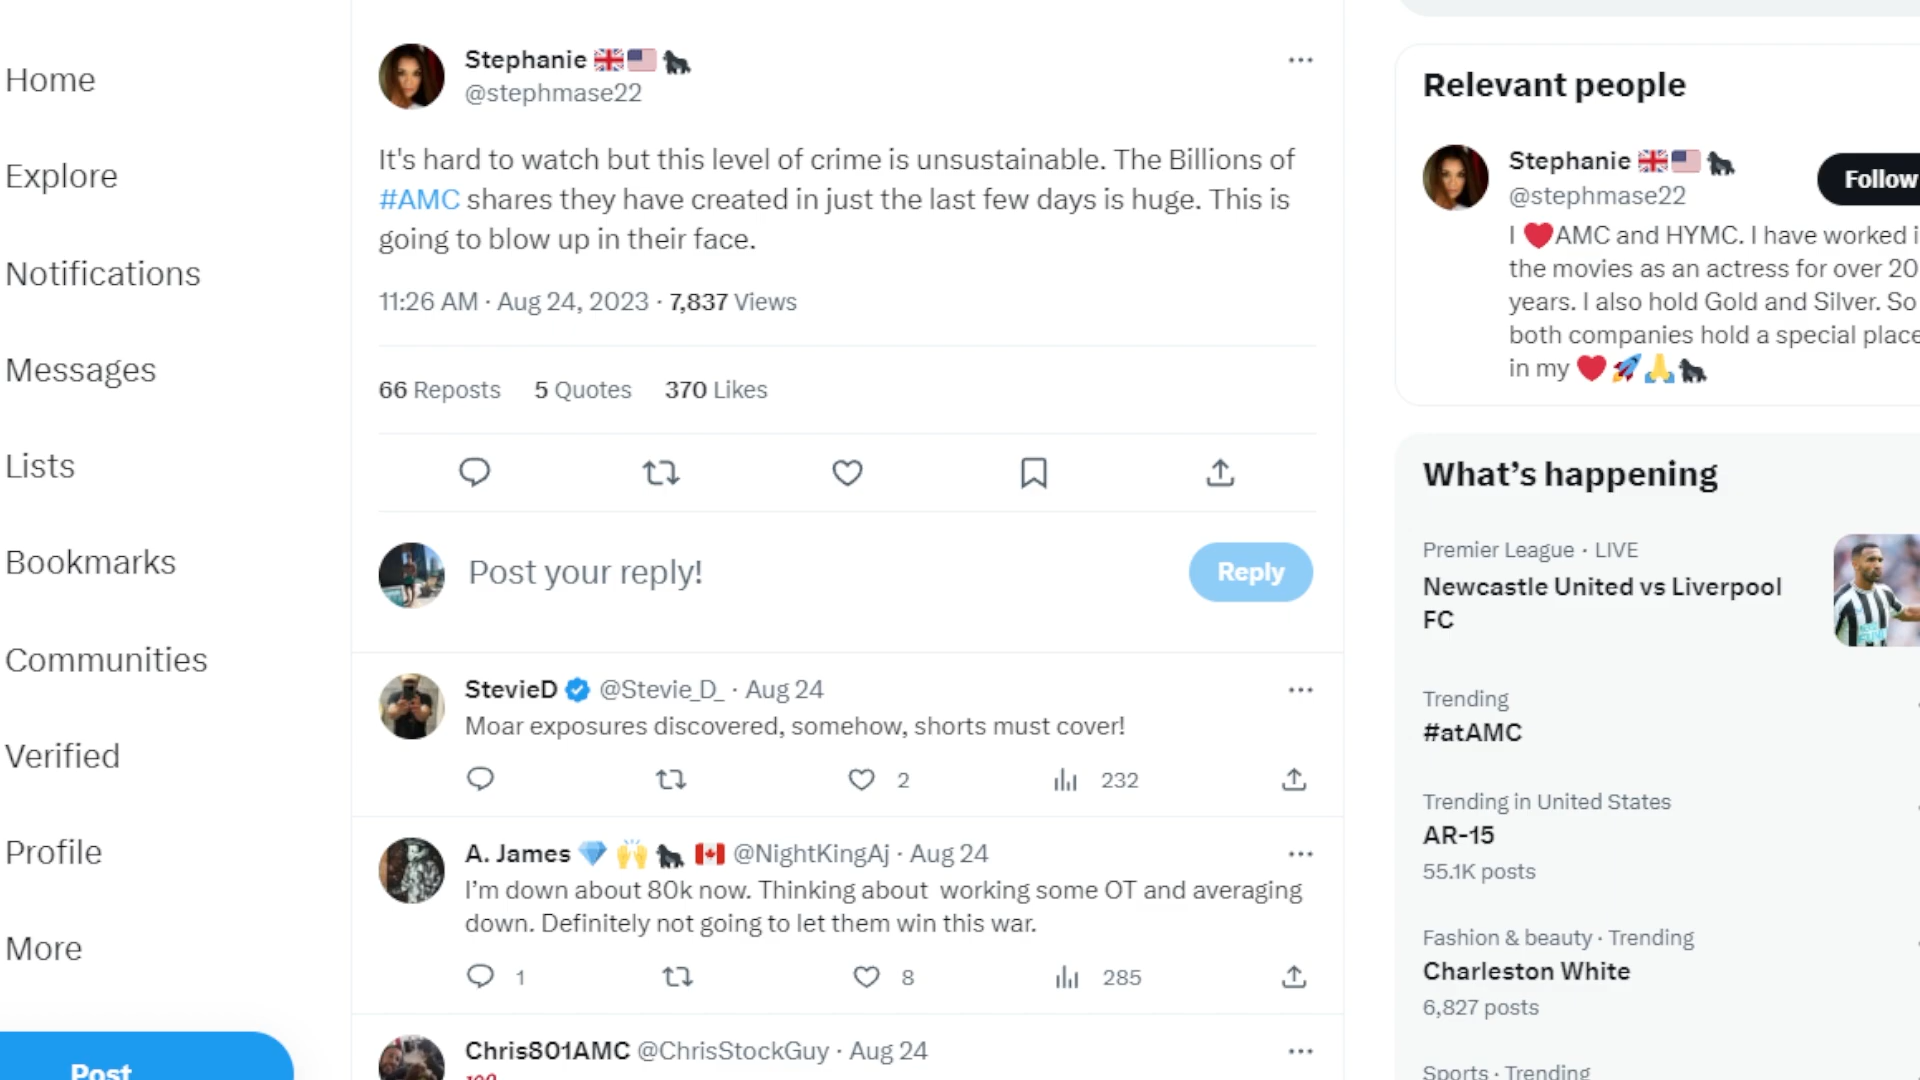 Home
Explore
Notifications
Messages
Lists
Bookmarks
Communities
Verified
Profile
More
Post
Stephanie 🇬🇧🇺🇸🦍
@stephmase22
It's hard to watch but this level of crime is unsustainable. The Billions of
#AMC shares they have created in just the last few days is huge. This is
going to blow up in their face.
11:26 AM · Aug 24, 2023 · 7,837 Views
66 Reposts 5 Quotes 370 Likes
Post your reply!
Reply
StevieD @Stevie_D_ · Aug 24
Moar exposures discovered, somehow, shorts must cover!
2 232
A. James 💎 🙌 🦍 🇨🇦 @NightKingAj · Aug 24
I’m down about 80k now. Thinking about working some OT and averaging
down. Definitely not going to let them win this war.
1 8 285
Chris801AMC @ChrisStockGuy · Aug 24
Relevant people
Stephanie 🇬🇧🇺🇸🦍
@stephmase22
Follow
I ❤️AMC and HYMC. I have worked i
the movies as an actress for over 20
years. I also hold Gold and Silver. So
both companies hold a special place
in my ❤️🚀🙏🦍
What’s happening
Premier League · LIVE
Newcastle United vs Liverpool
FC
Trending
#atAMC
Trending in United States
AR-15
55.1K posts
Fashion & beauty · Trending
Charleston White
6,827 posts
Sports · Trending